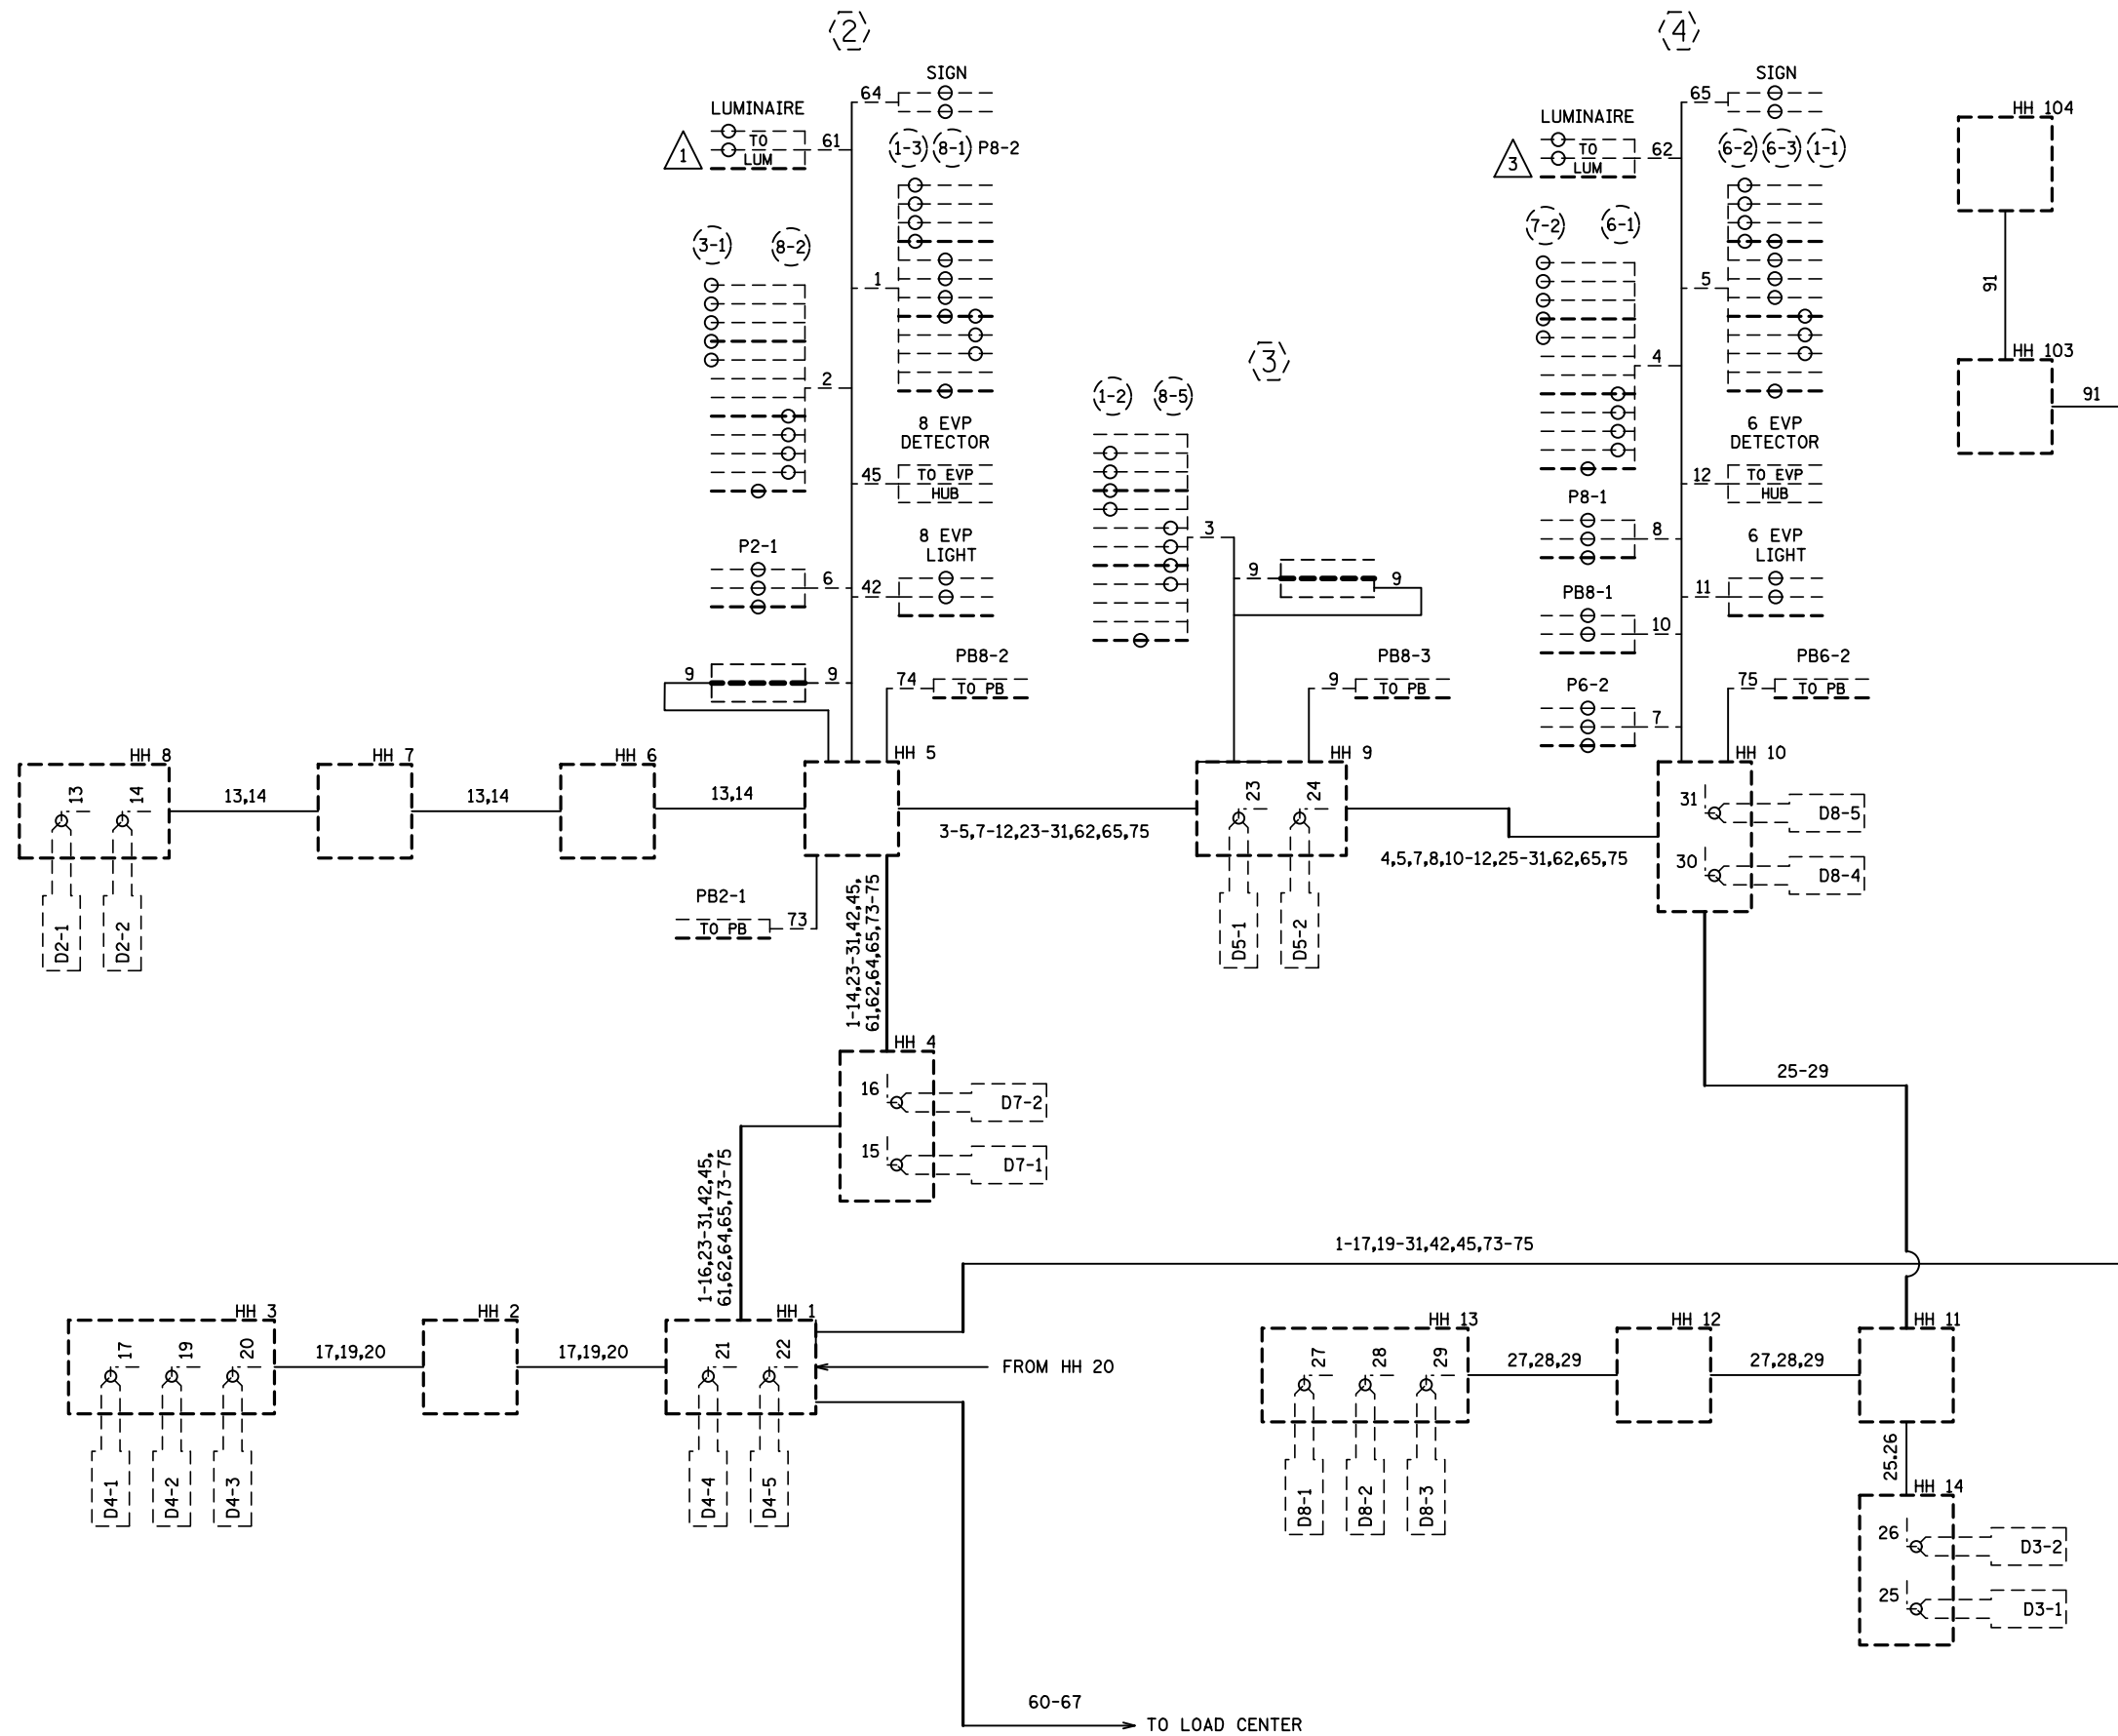 2
4
SIGN
64
LUMINAIRE
TO
LUM
61
1
1-3
8-1
P8-2
3-1
8-2
1
2
8 EVP
DETECTOR
45
TO EVP
HUB
P2-1
6
8 EVP
LIGHT
42
9
9
74
PB8-2
TO PB
3
1-2
8-5
3
9
9
PB8-3
9
TO PB
SIGN
65
LUMINAIRE
TO
LUM
62
3
6-2
6-3
1-1
7-2
6-1
5
4
6 EVP
DETECTOR
12
TO EVP
HUB
P8-1
8
6 EVP
LIGHT
11
PB8-1
10
PB6-2
75
TO PB
P6-2
7
HH 104
91
HH 103
91
HH 8
13
14
D2-1
D2-2
13,14
HH 7
13,14
HH 6
13,14
HH 5
3-5,7-12,23-31,62,65,75
HH 9
23
24
D5-1
D5-2
4,5,7,8,10-12,25-31,62,65,75
HH 10
31
D8-5
30
D8-4
PB2-1
TO PB
73
1-14,23-31,42,45,
61,62,64,65,73-75
HH 4
16
D7-2
15
D7-1
25-29
1-16,23-31,42,45,
61,62,64,65,73-75
1-17,19-31,42,45,73-75
HH 3
17
19
20
D4-1
D4-2
D4-3
17,19,20
HH 2
17,19,20
HH 1
21
22
D4-4
D4-5
FROM HH 20
HH 13
27
28
29
D8-1
D8-2
D8-3
27,28,29
HH 12
27,28,29
HH 11
25.26
HH 14
26
D3-2
25
D3-1
60-67
TO LOAD CENTER